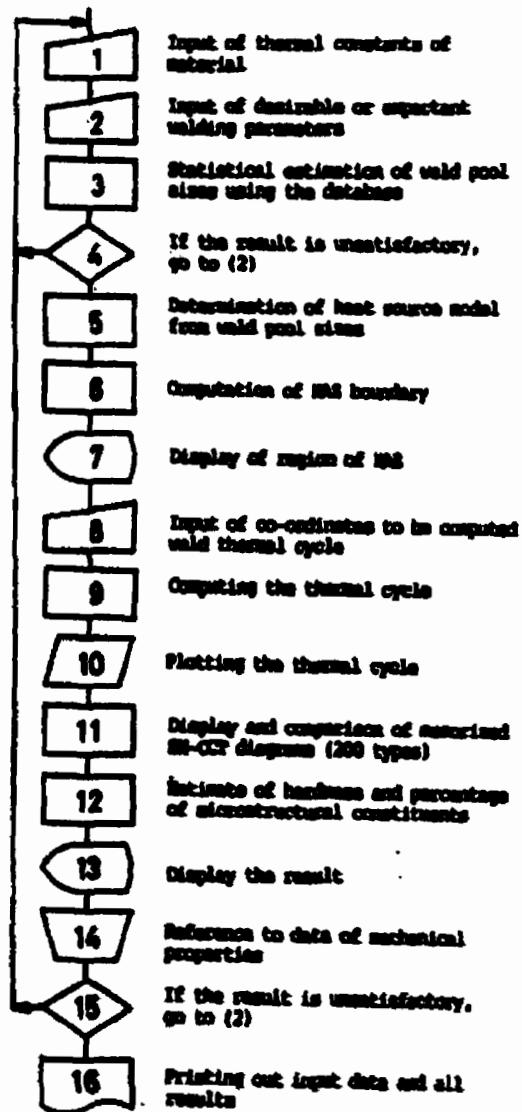 1
Input of thermal constants of
material
2
Input of desirable or expectant
welding parameters
3
Statistical estimation of weld pool
sizes using the database
4
If the result is unsatisfactory,
go to (2)
5
Determination of heat source model
from weld pool sizes
6
Computation of HAZ boundary
7
Display of region of HAZ
8
Input of co-ordinates to be computed
weld thermal cycle
9
Computing the thermal cycle
10
Plotting the thermal cycle
11
Display and comparison of memorized
SH-CCT diagrams (200 types)
12
Estimate of hardness and percentage
of microstructural constituents
13
Display the result
14
Reference to data of mechanical
properties
15
If the result is unsatisfactory,
go to (2)
16
Printing out input data and all
results